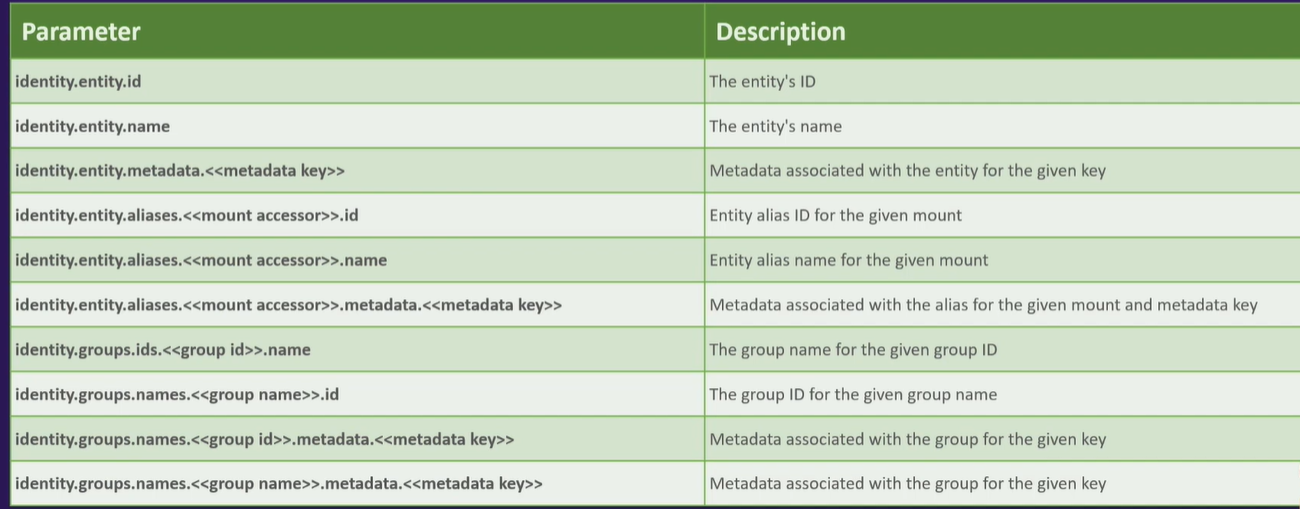 Parameter Description
identity.entity.id The entity's ID
identity.entity.name The entity's name
identity.entity.metadata.<<metadata key>> Metadata associated with the entity for the given key
identity.entity.aliases.<<mount accessor>>.id Entity alias ID for the given mount
identity.entity.aliases.<<mount accessor>>.name Entity alias name for the given mount
identity.entity.aliases.<<mount accessor>>.metadata.<<metadata key>> Metadata associated with the alias for the given mount and metadata key
identity.groups.ids.<<group id>>.name The group name for the given group ID
identity.groups.names.<<group name>>.id The group ID for the given group name
identity.groups.names.<<group id>>.metadata.<<metadata key>> Metadata associated with the group for the given key
identity.groups.names.<<group name>>.metadata.<<metadata key>> Metadata associated with the group for the given key